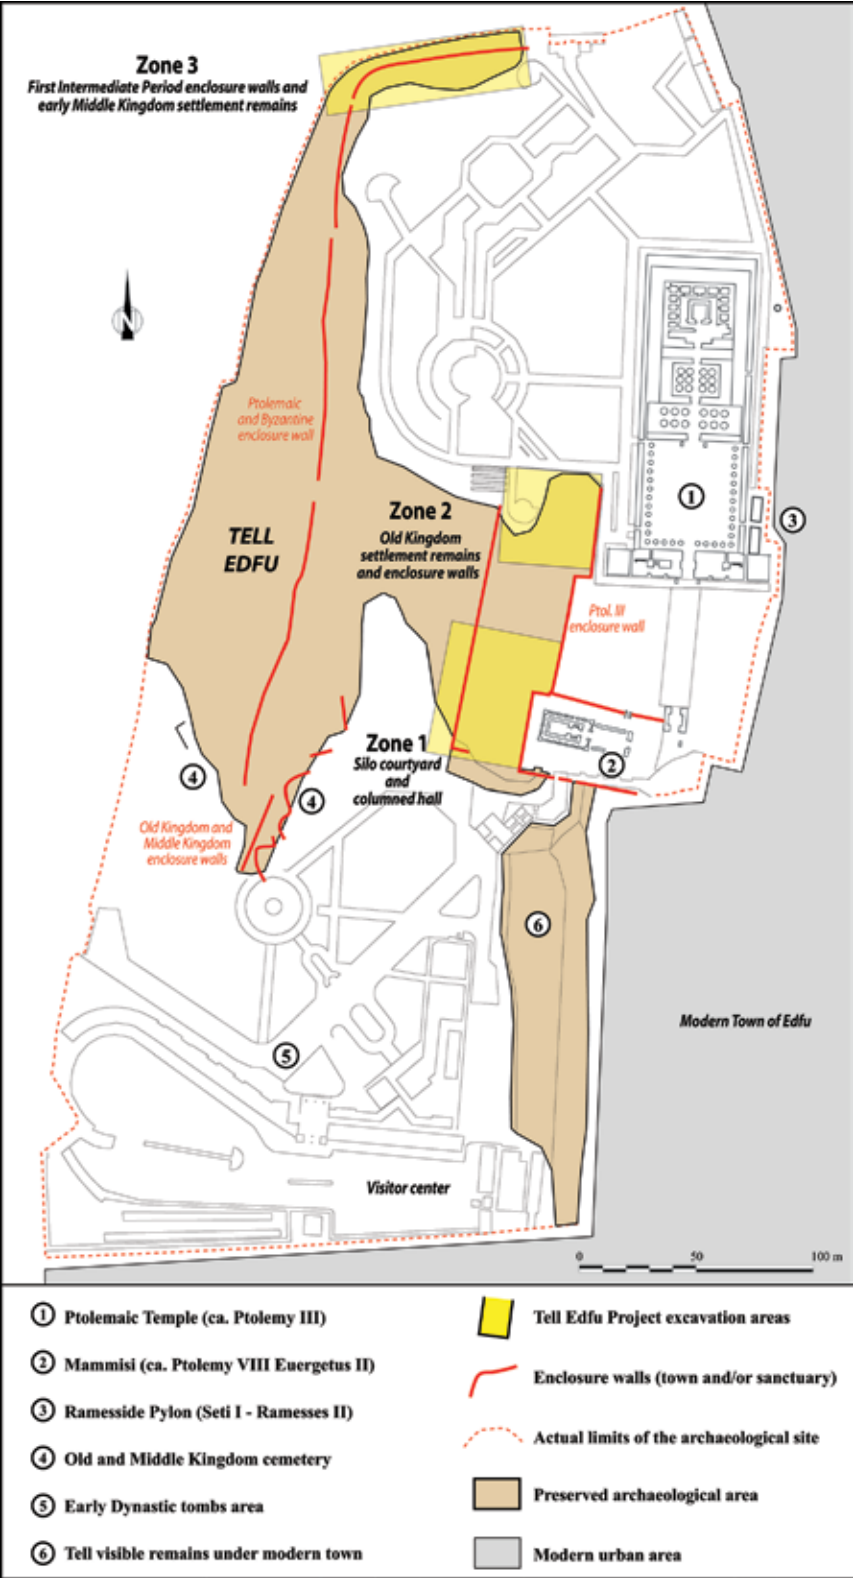 Zone 3
First Intermediate Period enclosure walls and
early Middle Kingdom settlement remains
N
Ptolemaic
and Byzantine
enclosure wall
1
Zone 2
Old Kingdom
settlement remains
and enclosure walls
3
TELL
EDFU
Ptol. III
enclosure wall
Zone 1
Silo courtyard
and
columned hall
2
4
4
Old Kingdom and
Middle Kingdom
enclosure walls
6
Modern Town of Edfu
5
Visitor center
0 50 100 m
1 Ptolemaic Temple (ca. Ptolemy III)
2 Mammisi (ca. Ptolemy VIII Euergetus II)
3 Ramesside Pylon (Seti I - Ramesses II)
4 Old and Middle Kingdom cemetery
5 Early Dynastic tombs area
6 Tell visible remains under modern town
Tell Edfu Project excavation areas
Enclosure walls (town and/or sanctuary)
Actual limits of the archaeological site
Preserved archaeological area
Modern urban area